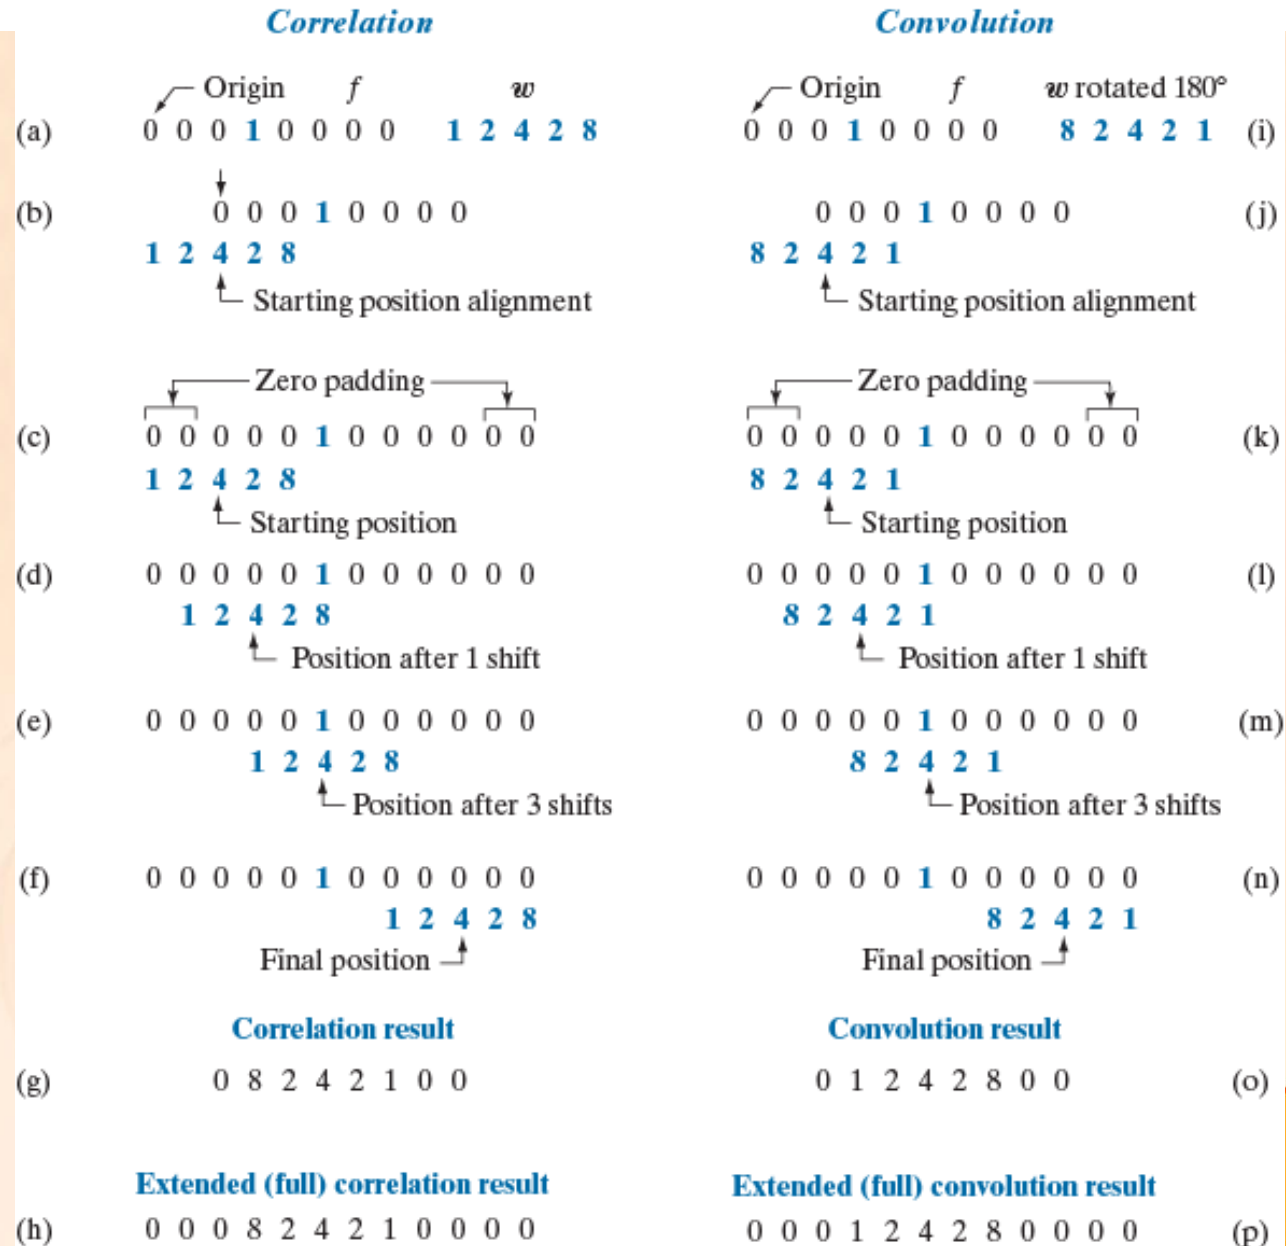 Correlation
Origin f w
(a) 0 0 0 1 0 0 0 0 1 2 4 2 8
(b) 0 0 0 1 0 0 0 0
1 2 4 2 8
Starting position alignment
Zero padding
(c) 0 0 0 0 0 1 0 0 0 0 0 0
1 2 4 2 8
Starting position
(d) 0 0 0 0 0 1 0 0 0 0 0 0
1 2 4 2 8
Position after 1 shift
(e) 0 0 0 0 0 1 0 0 0 0 0 0
1 2 4 2 8
Position after 3 shifts
(f) 0 0 0 0 0 1 0 0 0 0 0 0
1 2 4 2 8
Final position
Correlation result
(g) 0 8 2 4 2 1 0 0
Extended (full) correlation result
(h) 0 0 0 8 2 4 2 1 0 0 0 0
Convolution
Origin f w rotated 180°
0 0 0 1 0 0 0 0 8 2 4 2 1 (i)
0 0 0 1 0 0 0 0 (j)
8 2 4 2 1
Starting position alignment
Zero padding
0 0 0 0 0 1 0 0 0 0 0 0 (k)
8 2 4 2 1
Starting position
0 0 0 0 0 1 0 0 0 0 0 0 (l)
8 2 4 2 1
Position after 1 shift
0 0 0 0 0 1 0 0 0 0 0 0 (m)
8 2 4 2 1
Position after 3 shifts
0 0 0 0 0 1 0 0 0 0 0 0 (n)
8 2 4 2 1
Final position
Convolution result
0 1 2 4 2 8 0 0 (o)
Extended (full) convolution result
0 0 0 1 2 4 2 8 0 0 0 0 (p)